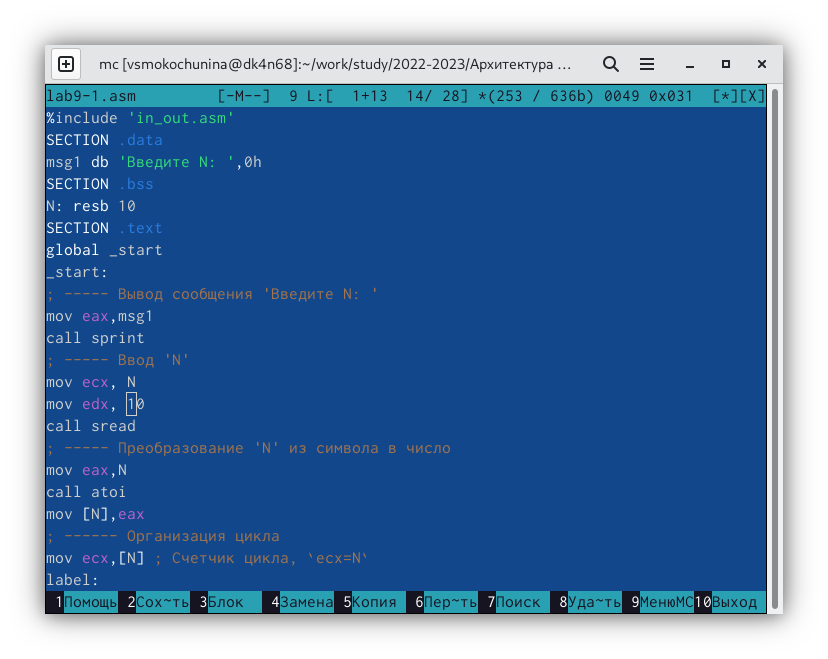 mc [vsmokochunina@dk4n68]:~/work/study/2022-2023/Архитектура ...
lab9-1.asm [-M--] 9 L:[ 1+13 14/ 28] *(253 / 636b) 0049 0x031 [*][X]
%include 'in_out.asm'
SECTION .data
msg1 db 'Введите N: ',0h
SECTION .bss
N: resb 10
SECTION .text
global _start
_start:
; ----- Вывод сообщения 'Введите N: '
mov eax,msg1
call sprint
; ----- Ввод 'N'
mov ecx, N
mov edx, 10
call sread
; ----- Преобразование 'N' из символа в число
mov eax,N
call atoi
mov [N],eax
; ------ Организация цикла
mov ecx,[N] ; Счетчик цикла, `ecx=N`
label:
1Помощь 2Сох~ть 3Блок 4Замена 5Копия 6Пер~ть 7Поиск 8Уда~ть 9МенюMC 10Выход